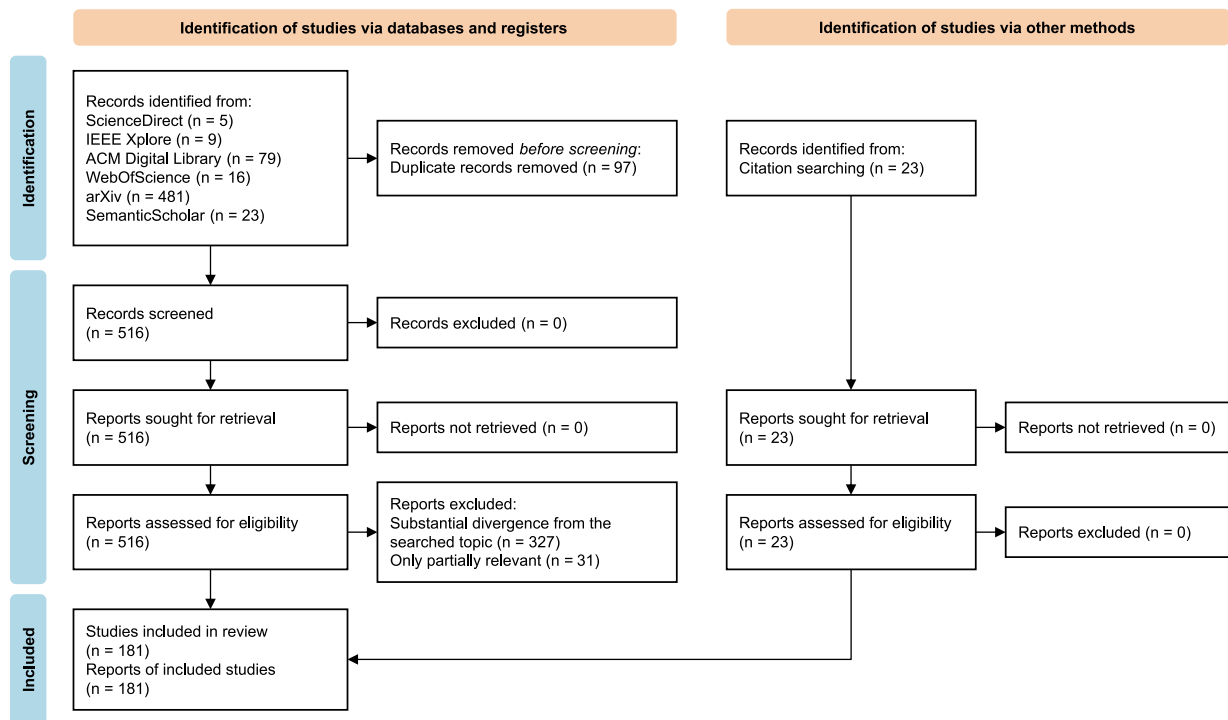 Identification of studies via databases and registers
Identification of studies via other methods
Identification
Records identified from:
ScienceDirect (n = 5)
IEEE Xplore (n = 9)
ACM Digital Library (n = 79)
WebOfScience (n = 16)
arXiv (n = 481)
SemanticScholar (n = 23)
Records removed before screening:
Duplicate records removed (n = 97)
Records identified from:
Citation searching (n = 23)
Screening
Records screened
(n = 516)
Records excluded (n = 0)
Reports sought for retrieval
(n = 516)
Reports not retrieved (n = 0)
Reports sought for retrieval
(n = 23)
Reports not retrieved (n = 0)
Reports assessed for eligibility
(n = 516)
Reports excluded:
Substantial divergence from the
searched topic (n = 327)
Only partially relevant (n = 31)
Reports assessed for eligibility
(n = 23)
Reports excluded (n = 0)
Included
Studies included in review
(n = 181)
Reports of included studies
(n = 181)